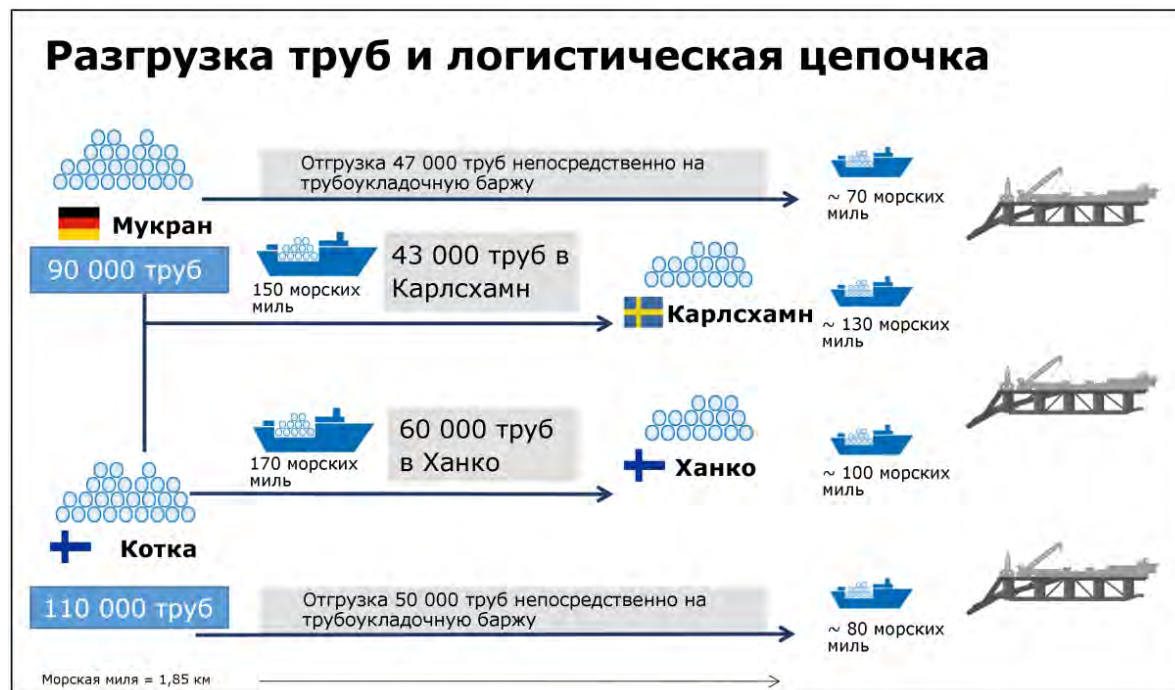 Разгрузка труб и логистическая цепочка
Отгрузка 47 000 труб непосредственно на
трубоукладочную баржу
~ 70 морских
миль
Мукран
90 000 труб
150 морских
миль
43 000 труб в
Карлсхамн
Карлсхамн
~ 130 морских
миль
170 морских
миль
60 000 труб
в Ханко
Ханко
~ 100 морских
миль
Котка
110 000 труб
Отгрузка 50 000 труб непосредственно на
трубоукладочную баржу
~ 80 морских
миль
Морская миля = 1,85 км